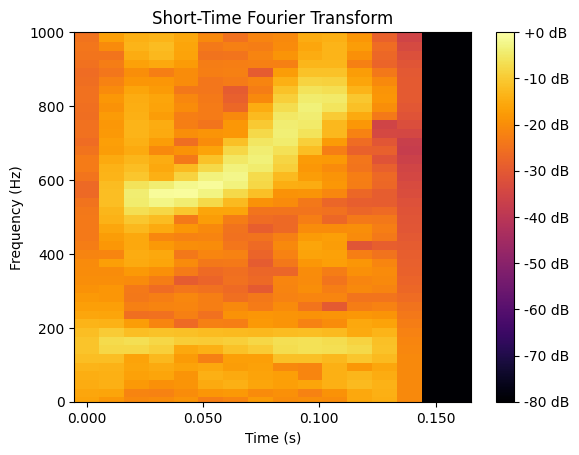 Short-Time Fourier Transform
1000
800
600
400
200
0
Frequency (Hz)
0.000
0.050
0.100
0.150
Time (s)
+0 dB
-10 dB
-20 dB
-30 dB
-40 dB
-50 dB
-60 dB
-70 dB
-80 dB